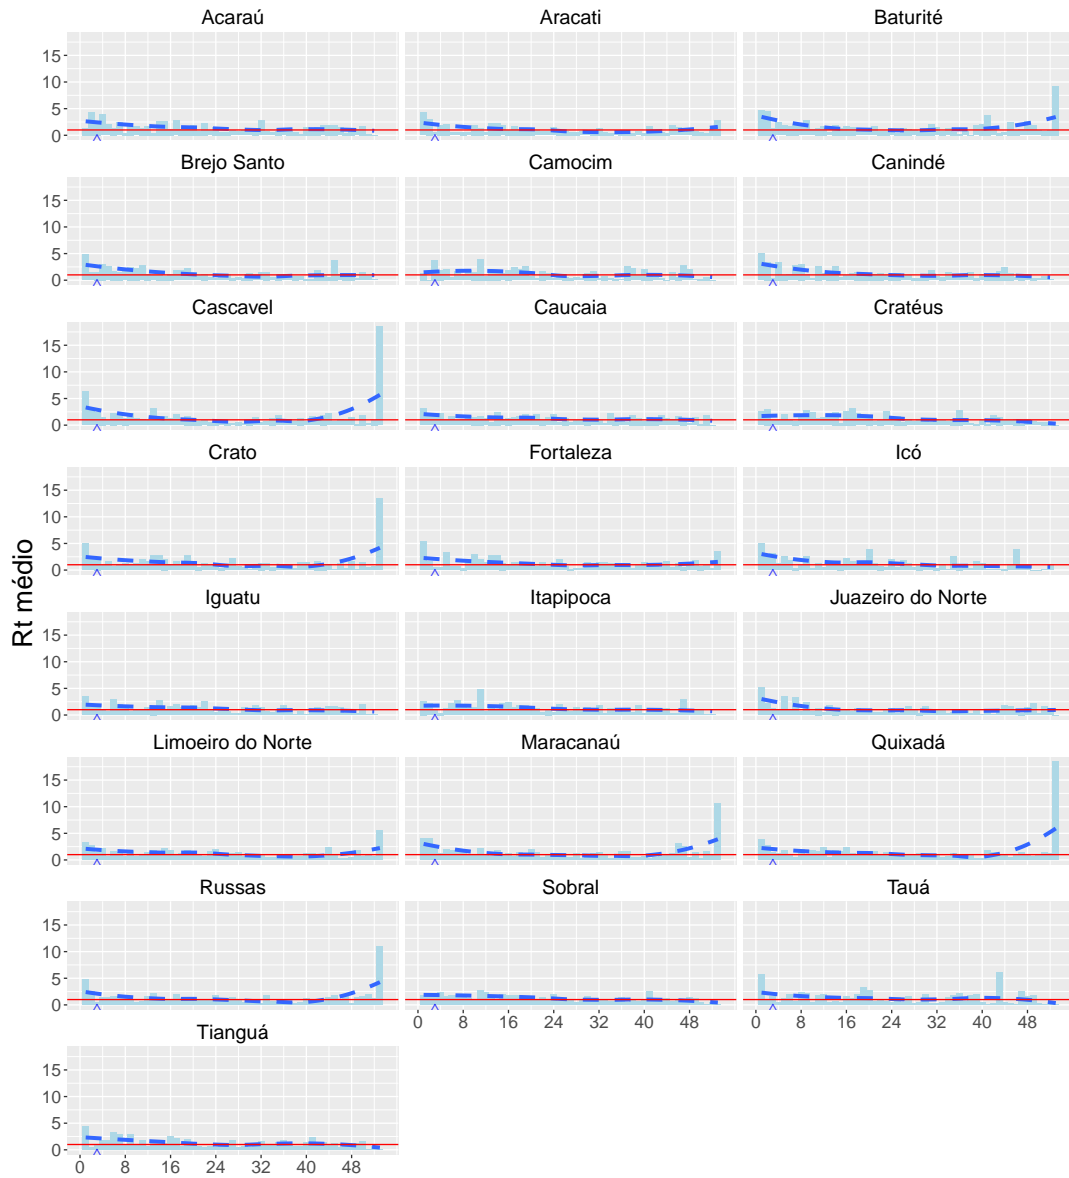 Acaraú
Aracati
Baturité
15
10
5
0
Brejo Santo
Camocim
Canindé
15
10
5
0
Cascavel
Caucaia
Cratéus
15
10
5
0
Crato
Fortaleza
Icó
15
10
5
0
Rt médio
Iguatu
Itapipoca
Juazeiro do Norte
15
10
5
0
Limoeiro do Norte
Maracanaú
Quixadá
15
10
5
0
Russas
Sobral
Tauá
15
10
5
0
0 8 16 24 32 40 48
0 8 16 24 32 40 48
Tianguá
15
10
5
0
0 8 16 24 32 40 48